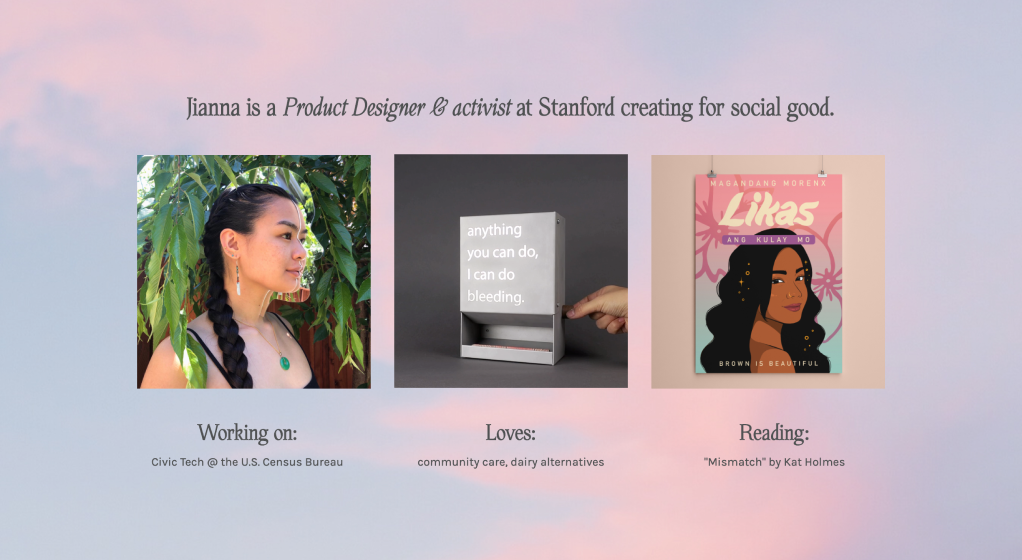 Jianna is a Product Designer & activist at Stanford creating for social good.
anything
you can do,
I can do
bleeding.
MAGANDANG MORENX
Likas
ANG KULAY MO
BROWN IS BEAUTIFUL
Working on:
Civic Tech @ the U.S. Census Bureau
Loves:
community care, dairy alternatives
Reading:
"Mismatch" by Kat Holmes